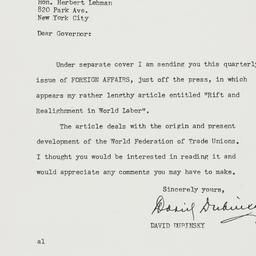 Hon. Herbert Lehman
820 Park Ave.
New York City
Dear Governor:
Under separate cover I am sending you this quarterly
issue of FOREIGN AFFAIRS, just off the press, in which
appears my rather lengthy article entitled "Rift and
Realighment in World Labor".
The article deals with the origin and present
development of the World Federation of Trade Unions.
I thought you would be interested in reading it and
would appreciate any comments you may have to make.
Sincerely yours,
David Dubinsky
DAVID DUBINSKY
al